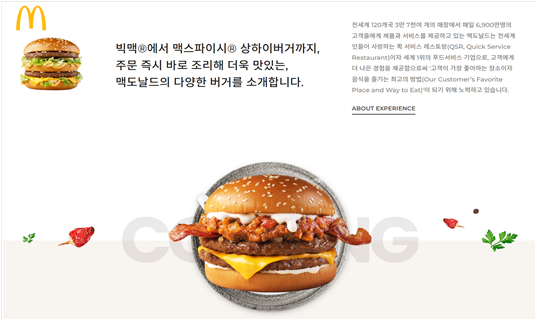 빅맥®에서 맥스파이시® 상하이버거까지,
주문 즉시 바로 조리해 더욱 맛있는,
맥도날드의 다양한 버거를 소개합니다.
전세계 120개국 3만 7천여 개의 매장에서 매일 6,900만명의
고객들에게 제품과 서비스를 제공하고 있는 맥도날드는 전세계
인들이 사랑하는 퀵 서비스 레스토랑(QSR, Quick Service
Restaurant)이자 세계 1위의 푸드서비스 기업으로, 고객에게
더 나은 경험을 제공함으로써 '고객이 가장 좋아하는 장소이자
음식을 즐기는 최고의 방법(Our Customer's Favorite
Place and Way to Eat)'이 되기 위해 노력하고 있습니다.
ABOUT EXPERIENCE